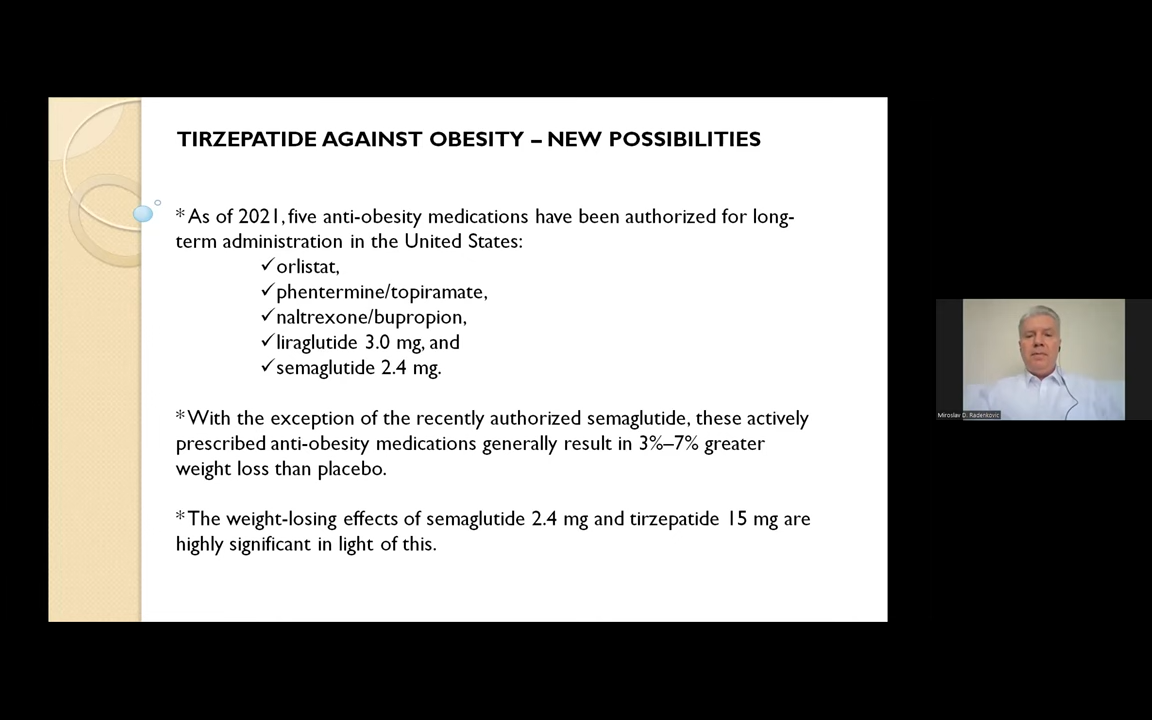 TIRZEPATIDE AGAINST OBESITY – NEW POSSIBILITIES
*As of 2021, five anti-obesity medications have been authorized for long-
term administration in the United States:
✓orlistat,
✓phentermine/topiramate,
✓naltrexone/bupropion,
✓liraglutide 3.0 mg, and
✓semaglutide 2.4 mg.
*With the exception of the recently authorized semaglutide, these actively
prescribed anti-obesity medications generally result in 3%–7% greater
weight loss than placebo.
*The weight-losing effects of semaglutide 2.4 mg and tirzepatide 15 mg are
highly significant in light of this.
Miroslav D. Radenkovic